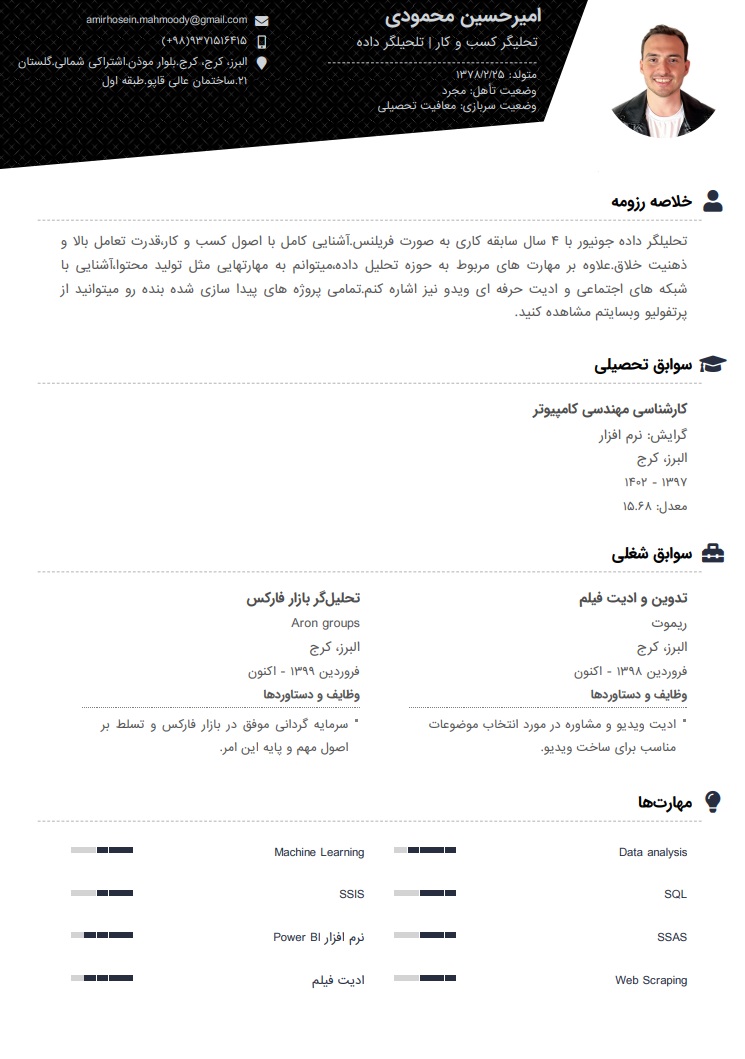 امیرحسین محمودی
تحلیگر کسب و کار | تلحیلگر داده
متولد: ۱۳۷۸/۲/۲۵
وضعیت تأهل: مجرد
وضعیت سربازی: معافیت تحصیلی
amirhosein.mahmoody@gmail.com
(+۹۸)۹۳۷۱۵۱۶۴۱۵
البرز، کرج، کرج.بلوار موذن.اشتراکی شمالی.گلستان
۲۱.ساختمان عالی قاپو.طبقه اول
خلاصه رزومه
تحلیلگر داده جونیور با ۴ سال سابقه کاری به صورت فریلنس.آشنایی کامل با اصول کسب و کار،قدرت تعامل بالا و
ذهنیت خلاق.علاوه بر مهارت های مربوط به حوزه تحلیل داده،میتوانم به مهارتهایی مثل تولید محتوا،آشنایی با
شبکه های اجتماعی و ادیت حرفه ای ویدو نیز اشاره کنم.تمامی پروژه های پیدا سازی شده بنده رو میتوانید از
پرتفولیو وبسایتم مشاهده کنید.
سوابق تحصیلی
کارشناسی مهندسی کامپیوتر
گرایش: نرم افزار
البرز، کرج
۱۳۹۷ - ۱۴۰۲
معدل: ۱۵.۶۸
سوابق شغلی
تدوین و ادیت فیلم
ریموت
البرز، کرج
فروردین ۱۳۹۸ - اکنون
وظایف و دستاوردها
▪ ادیت ویدیو و مشاوره در مورد انتخاب موضوعات
مناسب برای ساخت ویدیو.
تحلیل‌گر بازار فارکس
Aron groups
البرز، کرج
فروردین ۱۳۹۹ - اکنون
وظایف و دستاوردها
▪ سرمایه گردانی موفق در بازار فارکس و تسلط بر
اصول مهم و پایه این امر.
مهارت‌ها
Data analysis
Machine Learning
SQL
SSIS
SSAS
نرم افزار Power BI
Web Scraping
ادیت فیلم